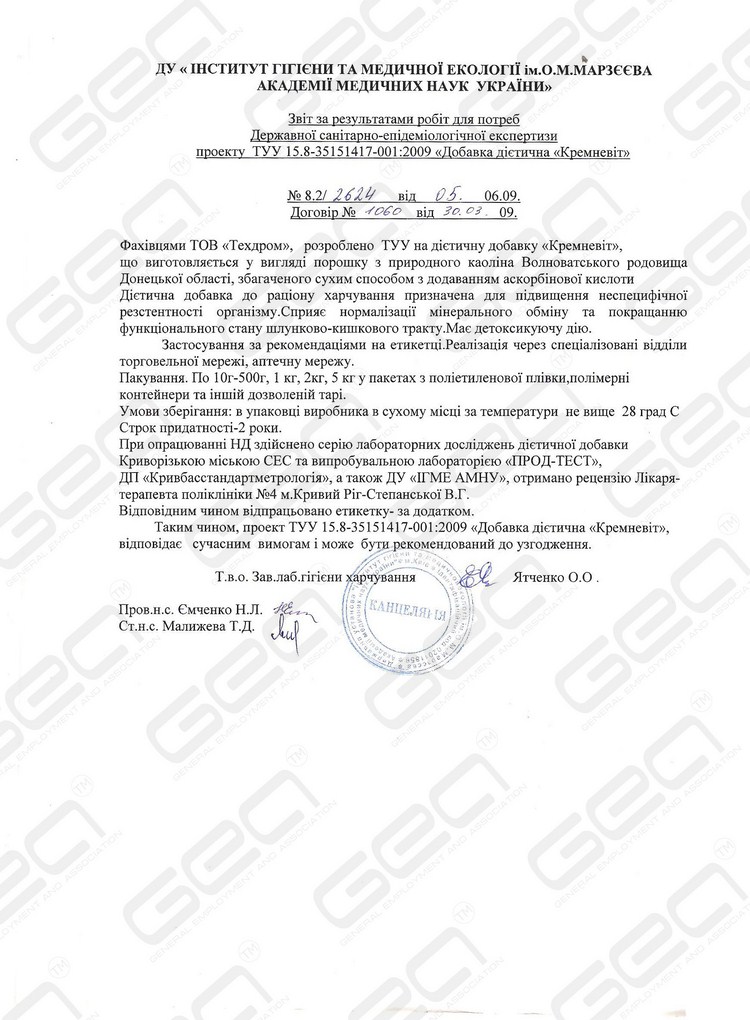 ДУ « ІНСТИТУТ ГІГІЄНИ ТА МЕДИЧНОЇ ЕКОЛОГІЇ ім.О.М.МАРЗЄЄВА
АКАДЕМІЇ МЕДИЧНИХ НАУК УКРАЇНИ»
Звіт за результатами робіт для потреб
Державної санітарно-епідеміологічної експертизи
проекту ТУУ 15.8-35151417-001:2009 «Добавка дієтична «Кремневіт»
№ 8.2/ 2624 від 05. 06.09.
Договір № 1060 від 30.03. 09.
Фахівцями ТОВ «Техдром», розроблено ТУУ на дієтичну добавку «Кремневіт»,
що виготовляється у вигляді порошку з природного каоліна Волноватського родовища
Донецької області, збагаченого сухим способом з додаванням аскорбінової кислоти
Дієтична добавка до раціону харчування призначена для підвищення неспецифічної
резстентності організму.Сприяє нормалізації мінерального обміну та покращанню
функціонального стану шлунково-кишкового тракту.Має детоксикуючу дію.
Застосування за рекомендаціями на етикетці.Реалізація через спеціалізовані відділи
торговельної мережі, аптечну мережу.
Пакування. По 10г-500г, 1 кг, 2кг, 5 кг у пакетах з поліетиленової плівки,полімерні
контейнери та іншій дозволеній тарі.
Умови зберігання: в упаковці виробника в сухому місці за температури не вище 28 град С
Строк придатності-2 роки.
При опрацюванні НД здійснено серію лабораторних досліджень дієтичної добавки
Криворізькою міською СЕС та випробувальною лабораторією «ПРОД-ТЕСТ»,
ДП «Кривбасстандартметрологія», а також ДУ «ІГМЕ АМНУ», отримано рецензію Лікаря-
терапевта поліклініки №4 м.Кривий Ріг-Степанської В.Г.
Відповідним чином відпрацьовано етикетку- за додатком.
Таким чином, проект ТУУ 15.8-35151417-001:2009 «Добавка дієтична «Кремневіт»,
відповідає сучасним вимогам і може бути рекомендований до узгодження.
Т.в.о. Зав.лаб.гігієни харчування Ятченко О.О .
КАНЦЕЛЯРІЯ
Пров.н.с. Ємченко Н.Л.
Ст.н.с. Малижева Т.Д.
GEA
GENERAL EMPLOYMENT AND ASSOCIATION
TM